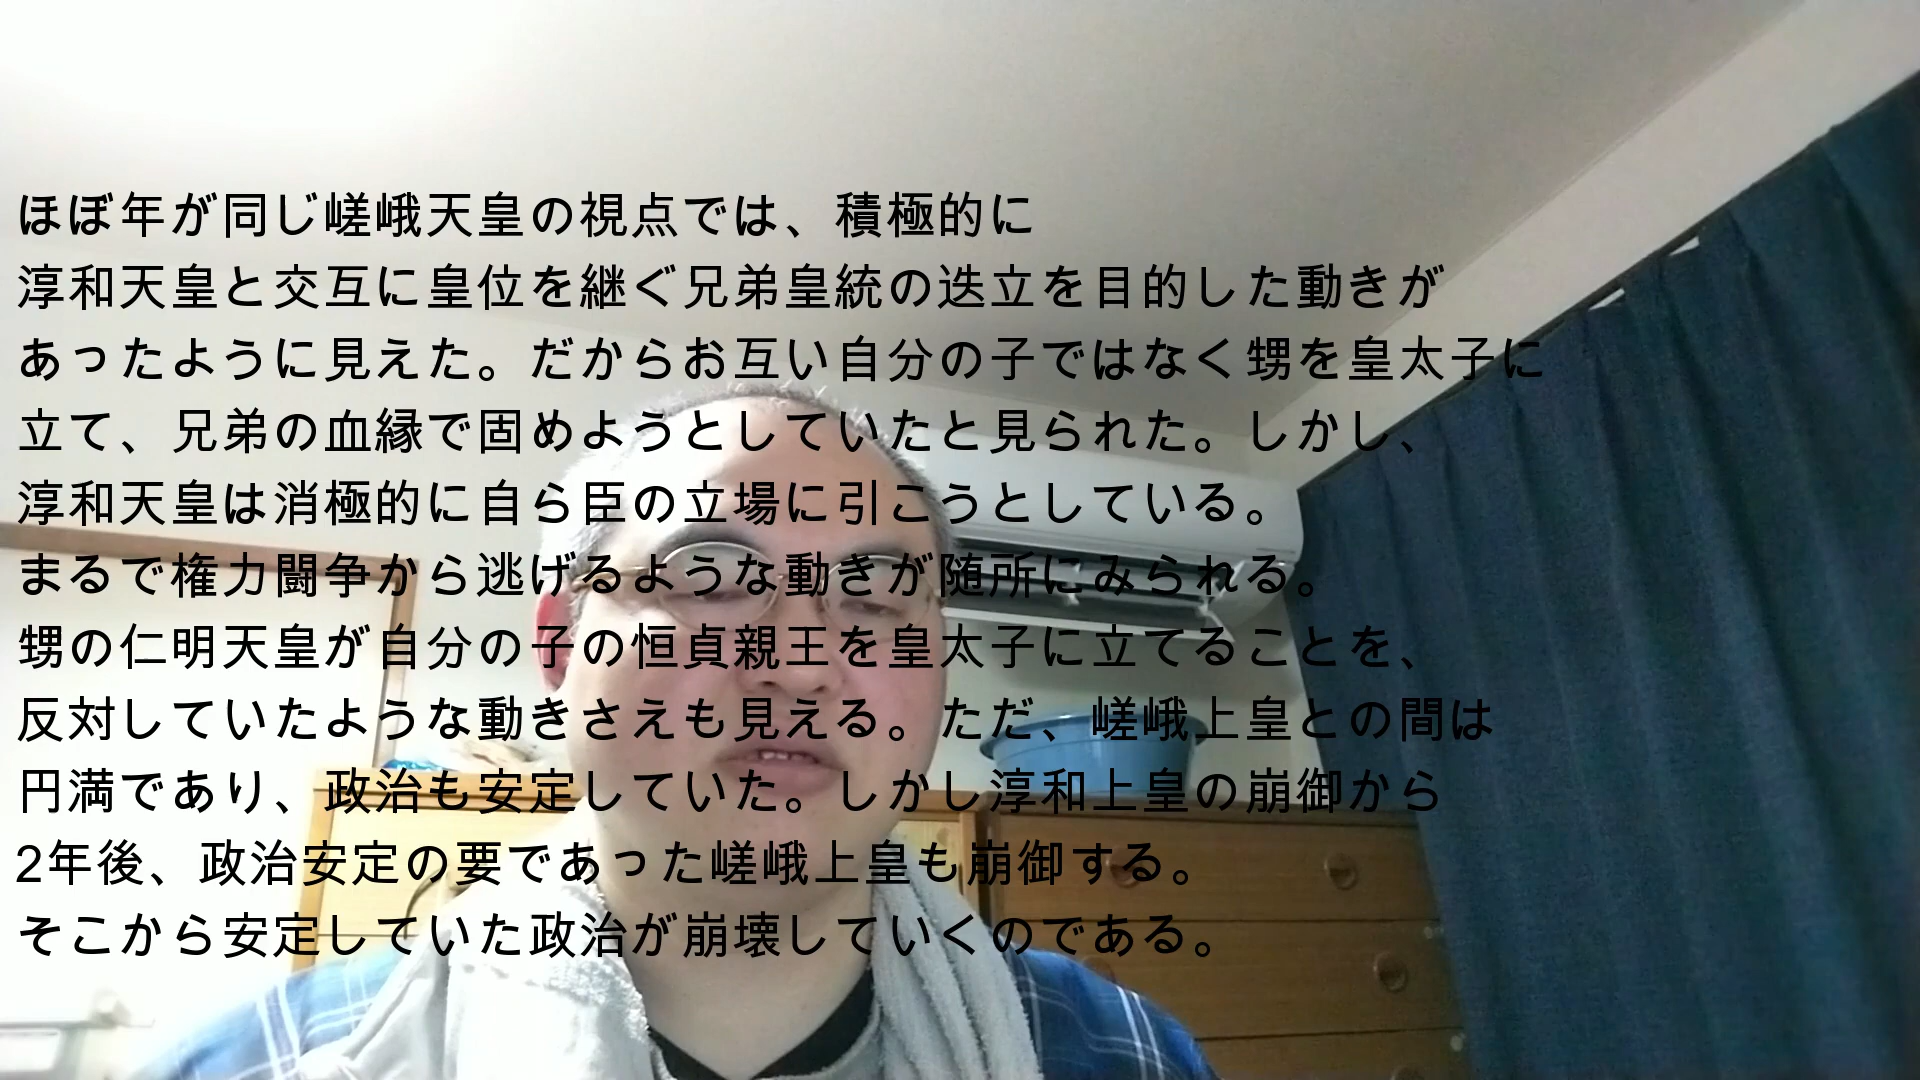 ほぼ年が同じ嵯峨天皇の視点では、積極的に
淳和天皇と交互に皇位を継ぐ兄弟皇統の迭立を目的した動きが
あったように見えた。だからお互い自分の子ではなく甥を皇太子に
立て、兄弟の血縁で固めようとしていたと見られた。しかし、
淳和天皇は消極的に自ら臣の立場に引こうとしている。
まるで権力闘争から逃げるような動きが随所にみられる。
甥の仁明天皇が自分の子の恒貞親王を皇太子に立てることを、
反対していたような動きさえも見える。ただ、嵯峨上皇との間は
円満であり、政治も安定していた。しかし淳和上皇の崩御から
2年後、政治安定の要であった嵯峨上皇も崩御する。
そこから安定していた政治が崩壊していくのである。